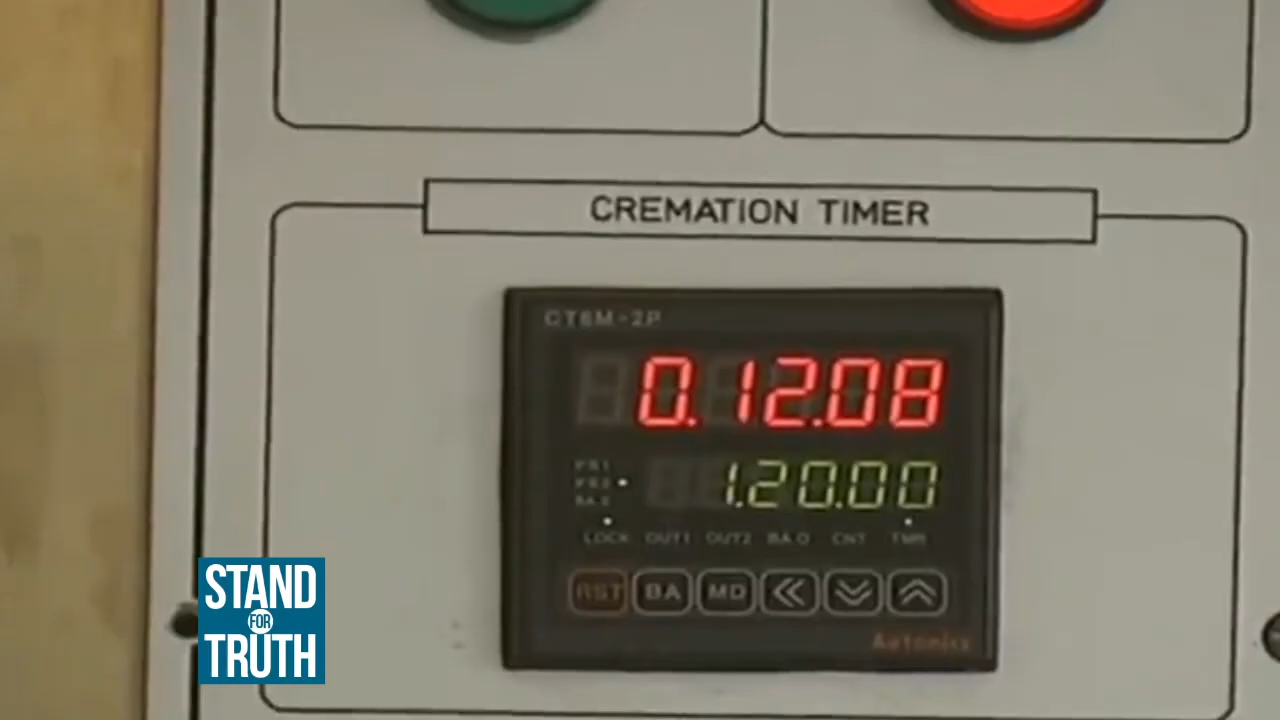 CREMATION TIMER
CT6M-2P
0.12.08
PS1
PS2
BA.S
1.20.00
LOCK OUT1 OUT2 BA.O CNT TMR
RST BA MD
Autonics
STAND
FOR
TRUTH